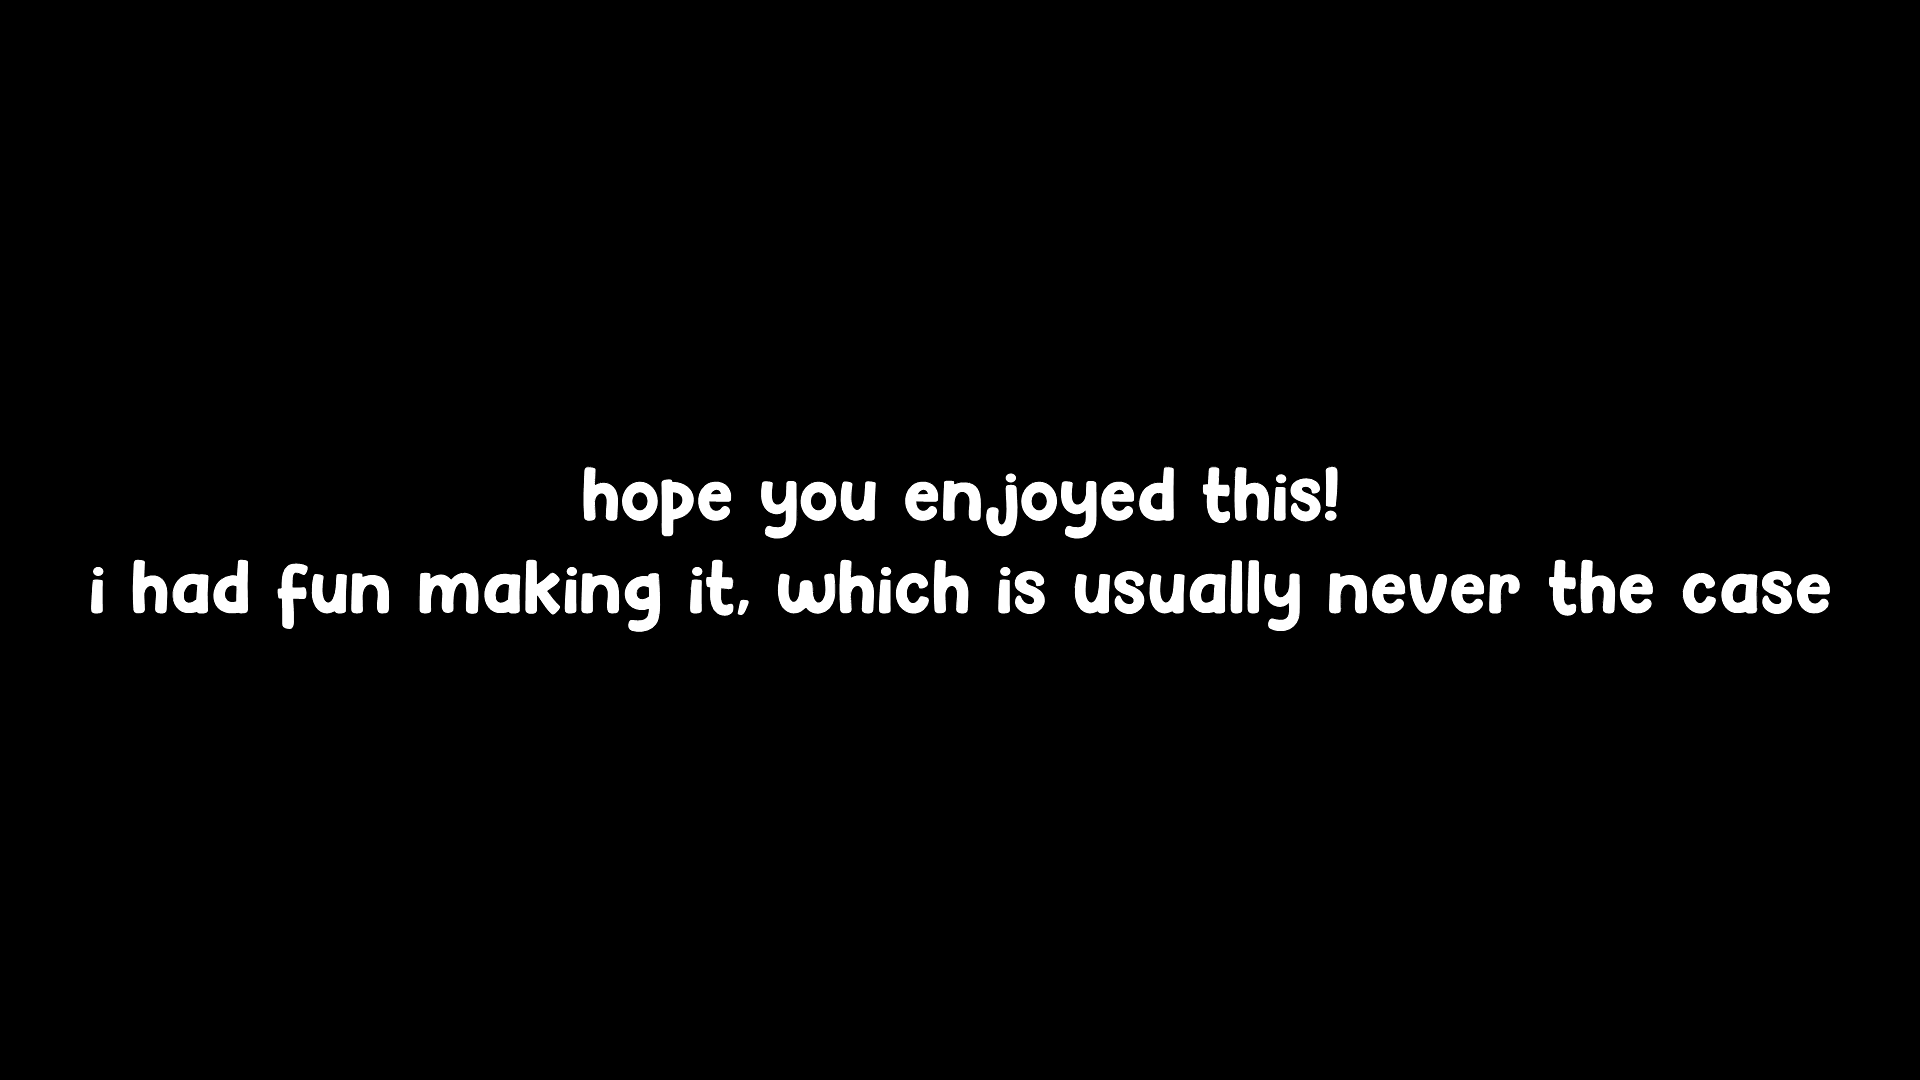 hope you enjoyed this!
i had fun making it, which is usually never the case